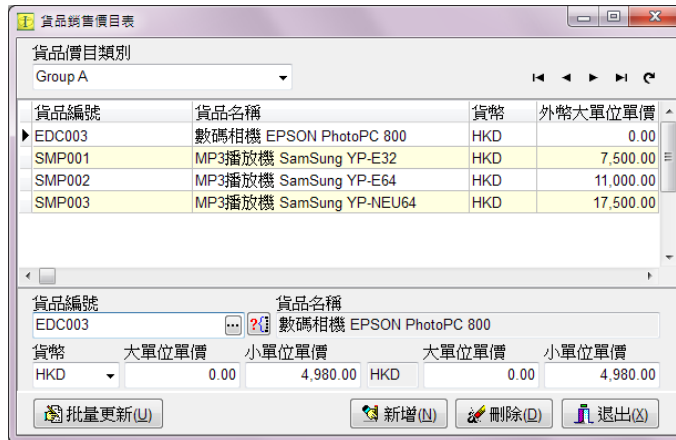 貨品銷售價目表
貨品價目類別
Group A
貨品編號 貨品名稱 貨幣 外幣大單位單價
EDC003 數碼相機 EPSON PhotoPC 800 HKD 0.00
SMP001 MP3播放機 SamSung YP-E32 HKD 7,500.00
SMP002 MP3播放機 SamSung YP-E64 HKD 11,000.00
SMP003 MP3播放機 SamSung YP-NEU64 HKD 17,500.00
貨品編號 貨品名稱
EDC003 ... ?{} 數碼相機 EPSON PhotoPC 800
貨幣 大單位單價 小單位單價 大單位單價 小單位單價
HKD 0.00 4,980.00 HKD 0.00 4,980.00
批量更新(U) 新增(N) 刪除(D) 退出(X)